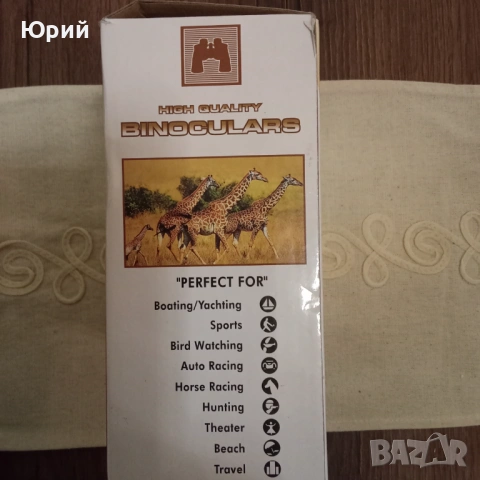 Юрий
HIGH QUALITY
BINOCULARS
"PERFECT FOR"
Boating/Yachting
Sports
Bird Watching
Auto Racing
Horse Racing
Hunting
Theater
Beach
Travel
BAZAR